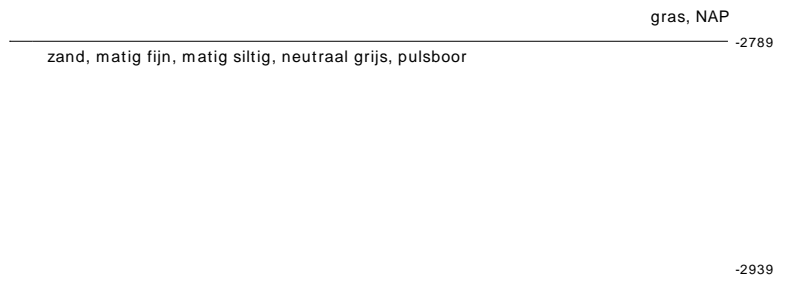 gras, NAP
-2789
zand, matig fijn, matig siltig, neutraal grijs, pulsboor
-2939